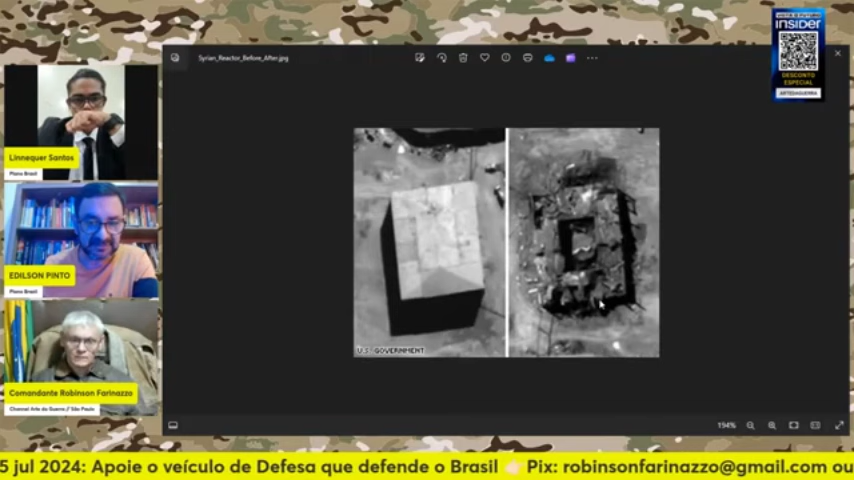 Syrian_Reactor_Before_After.jpg
insider
DESCONTO
ESPECIAL
ARTEDAGUERRA
Linnequer Santos
Plano Brasil
EDILSON PINTO
Plano Brasil
Comandante Robinson Farinazzo
Channel Arte da Guerra // São Paulo
U.S. GOVERNMENT
194%
5 jul 2024: Apoie o veículo de Defesa que defende o Brasil 👉🏻 Pix: robinsonfarinazzo@gmail.com ou